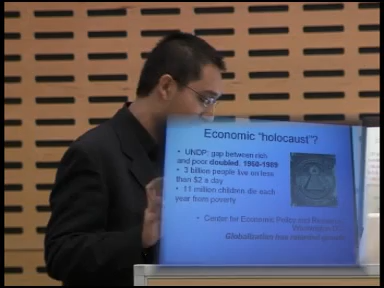 Economic "holocaust"?
• UNDP: gap between rich
and poor doubled, 1960-1989
• 3 billion people live on less
than $2 a day
• 11 million children die each
year from poverty
• Center for Economic Policy and
Globalization has